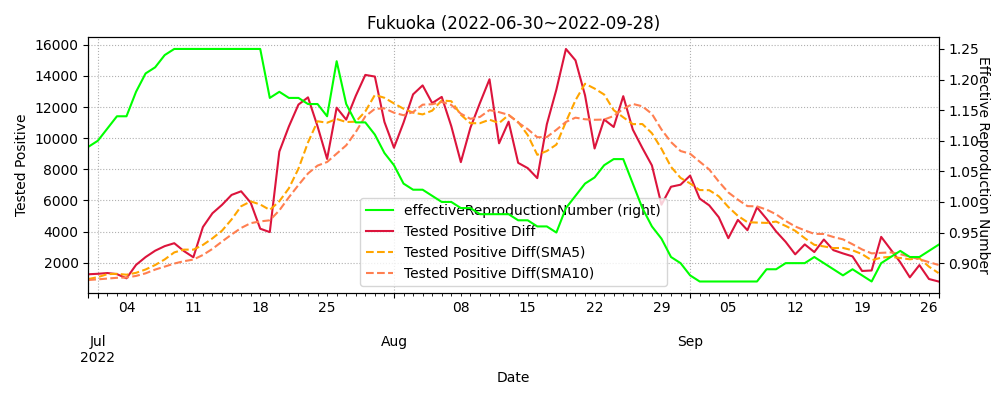 Fukuoka (2022-06-30~2022-09-28)
16000
14000
12000
10000
8000
6000
4000
2000
Tested Positive
1.25
1.20
1.15
1.10
1.05
1.00
0.95
0.90
Effective Reproduction Number
effectiveReproductionNumber (right)
Tested Positive Diff
Tested Positive Diff(SMA5)
Tested Positive Diff(SMA10)
04 11 18 25 08 15 22 29 05 12 19 26
Jul Aug Sep
2022
Date